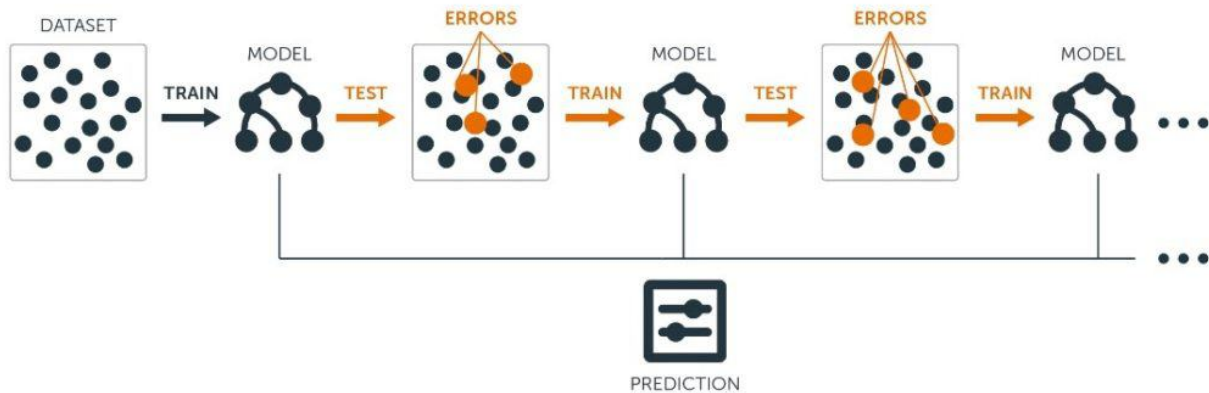 DATASET
MODEL
ERRORS
MODEL
ERRORS
MODEL
TRAIN
TEST
TRAIN
TEST
TRAIN
PREDICTION